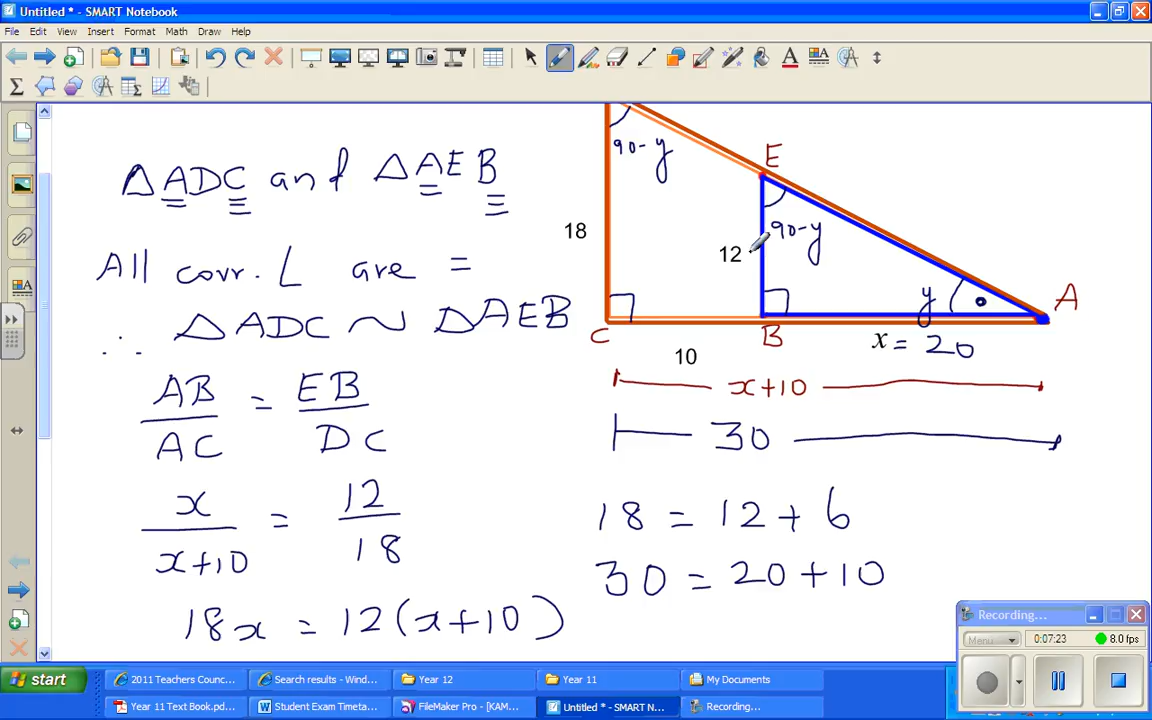 Untitled * - SMART Notebook
File Edit View Insert Format Math Draw Help
△ADC and △AEB
All corr. L are =
∴ △ADC ~ △AEB
AB/AC = EB/DC
x/x+10 = 12/18
18x = 12(x+10)
90-y
E
18
12
90-y
y
A
C
B
x = 20
10
x+10
30
18 = 12 + 6
30 = 20 + 10
Recording...
Menu
0:07:23
8.0 fps
start
2011 Teachers Counc...
Search results - Wind...
Year 12
Year 11
My Documents
Year 11 Text Book.pd...
Student Exam Timeta...
FileMaker Pro - [KAM...
Untitled * - SMART N...
Recording...